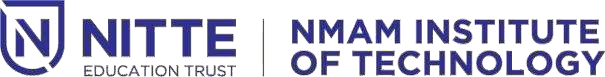 N NITTE
EDUCATION TRUST
NMAM INSTITUTE
OF TECHNOLOGY